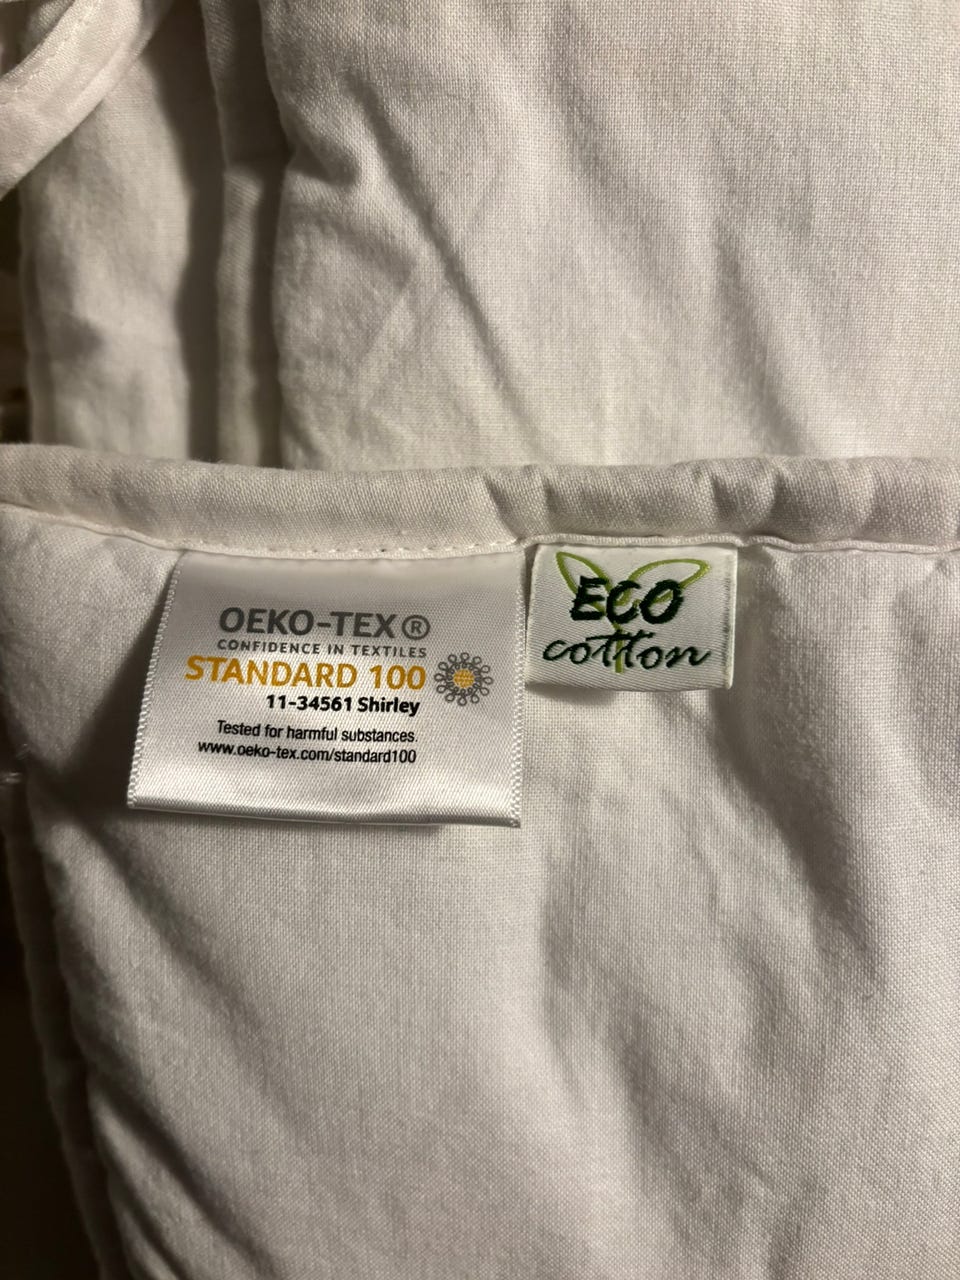 OEKO-TEX®
CONFIDENCE IN TEXTILES
STANDARD 100
11-34561 Shirley
Tested for harmful substances.
www.oeko-tex.com/standard100
ECO
cotton